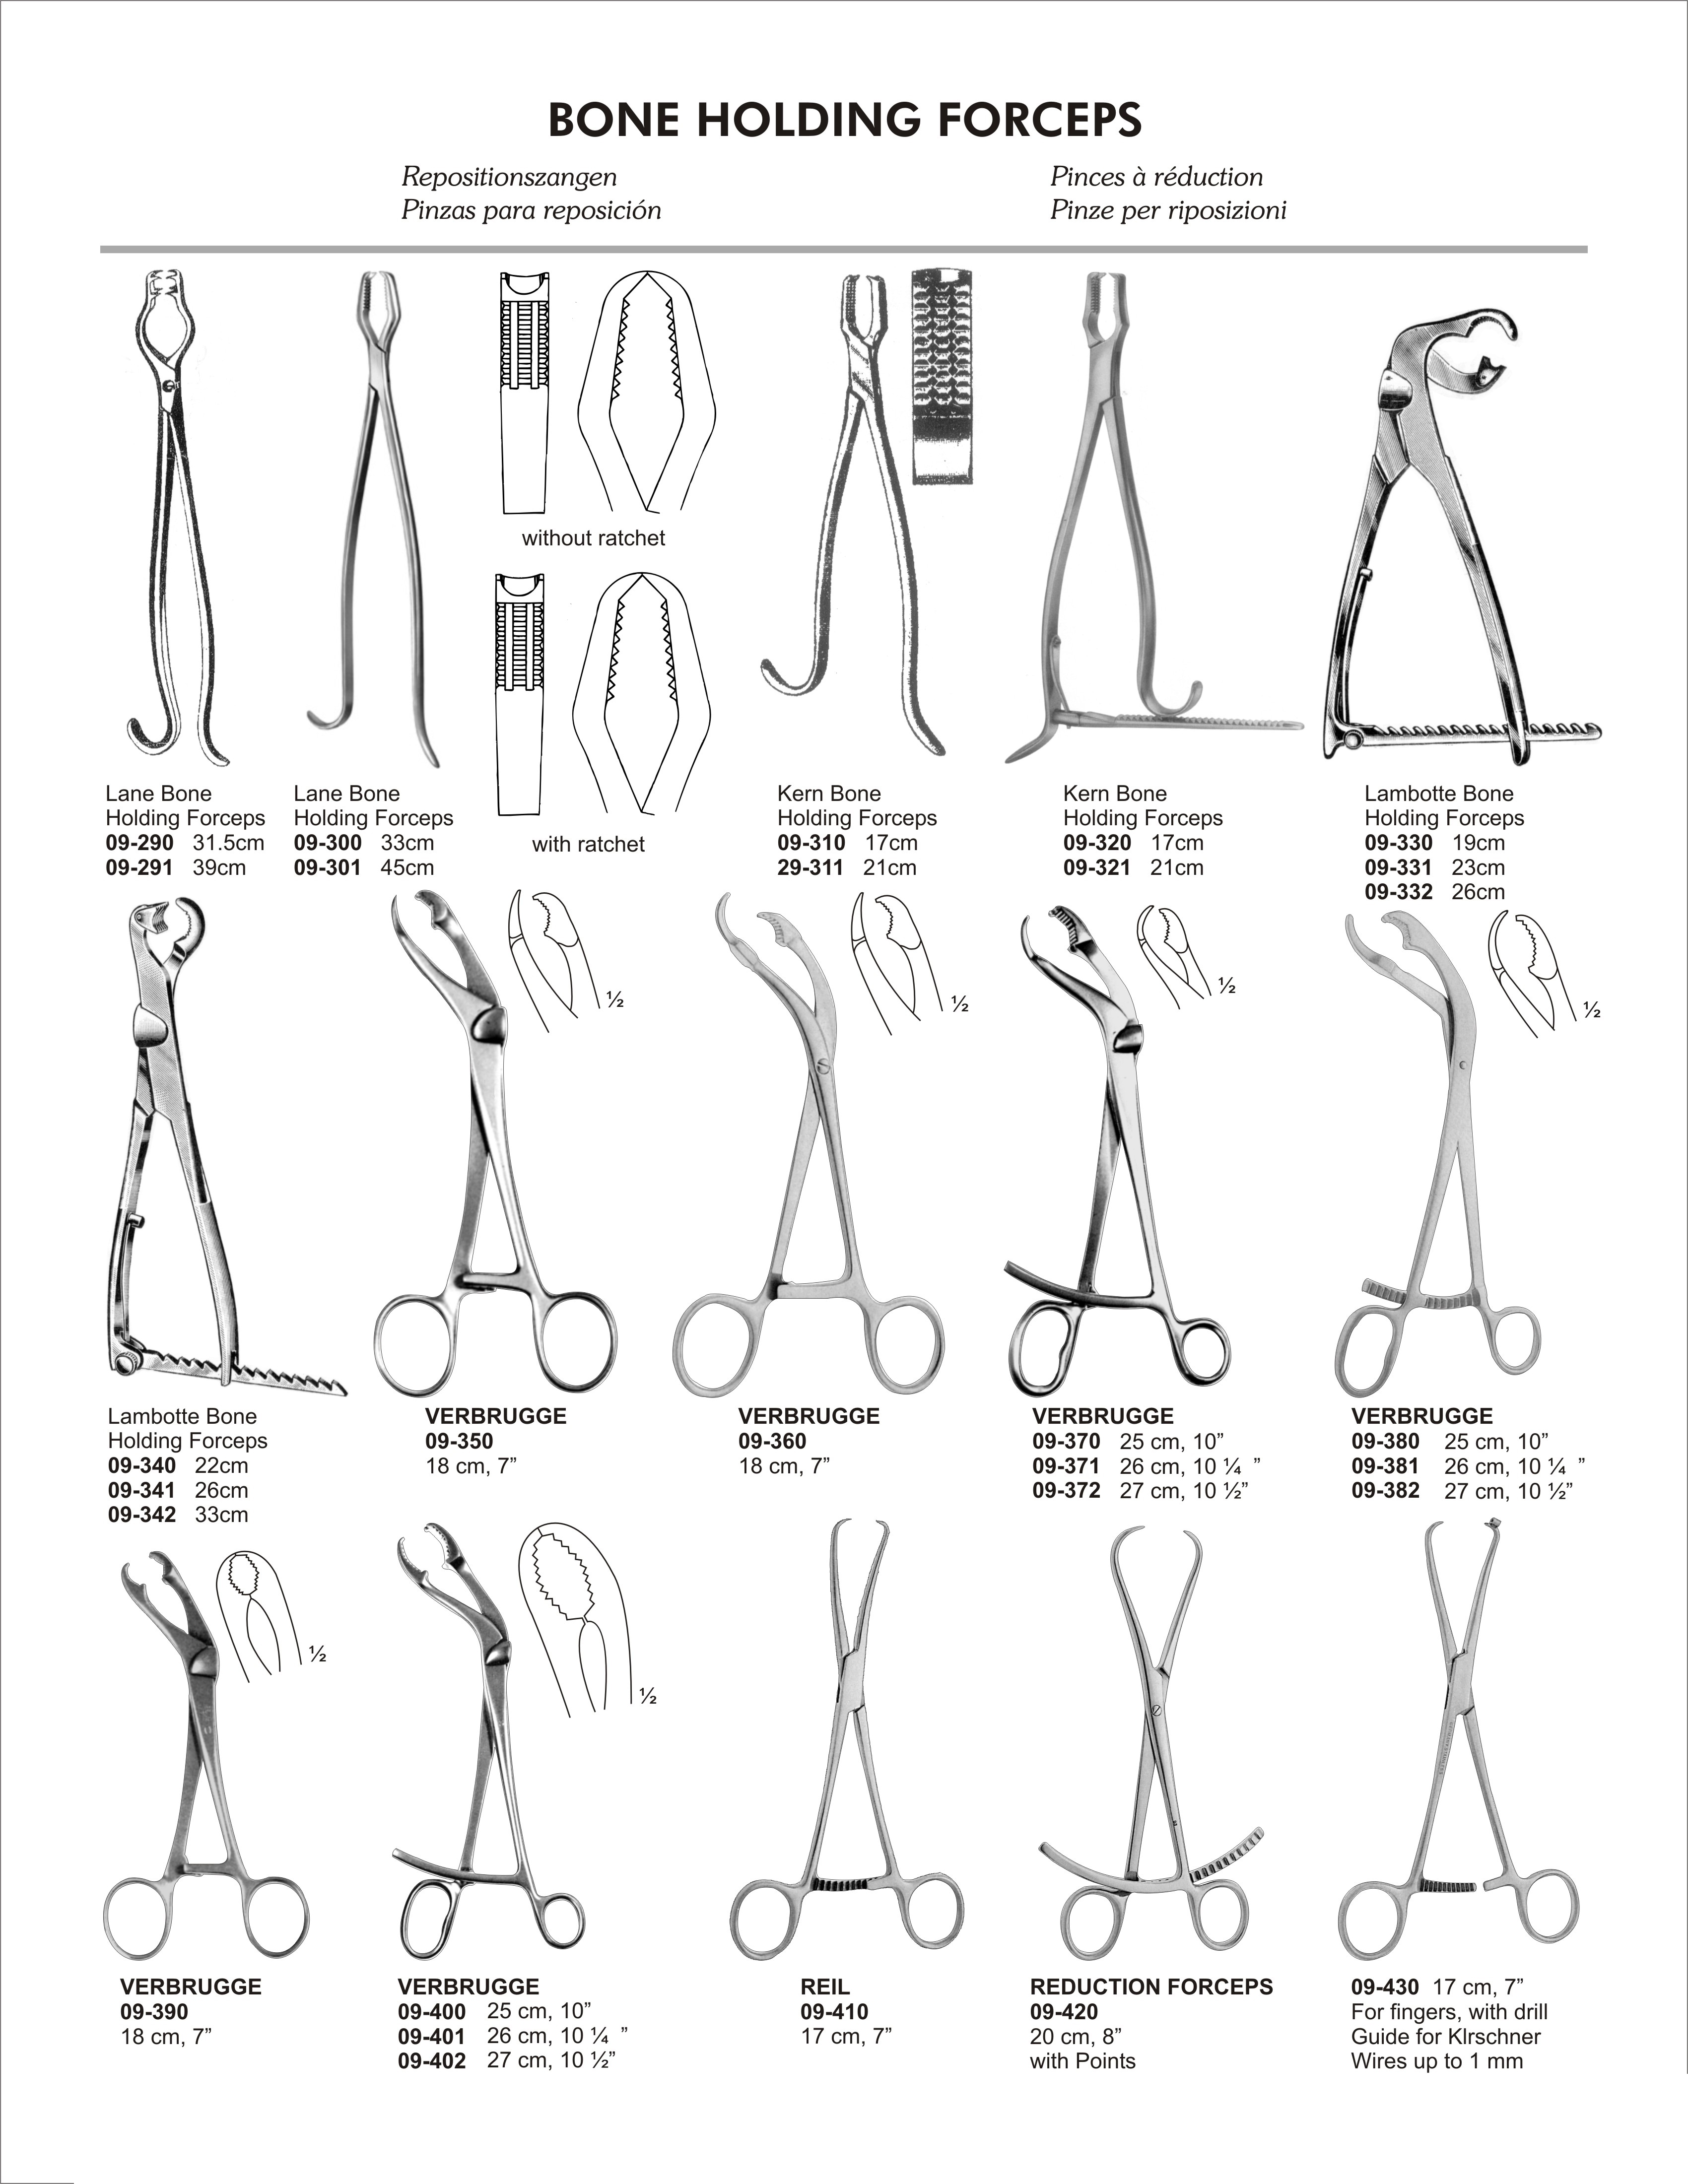 BONE HOLDING FORCEPS
Repositionszangen
Pinzas para reposición
Pinces à réduction
Pinze per riposizioni
without ratchet
with ratchet
Lane Bone
Holding Forceps
09-290 31.5cm
09-291 39cm
Lane Bone
Holding Forceps
09-300 33cm
09-301 45cm
Kern Bone
Holding Forceps
09-310 17cm
29-311 21cm
Kern Bone
Holding Forceps
09-320 17cm
09-321 21cm
Lambotte Bone
Holding Forceps
09-330 19cm
09-331 23cm
09-332 26cm
½
½
½
½
Lambotte Bone
Holding Forceps
09-340 22cm
09-341 26cm
09-342 33cm
VERBRUGGE
09-350
18 cm, 7”
VERBRUGGE
09-360
18 cm, 7”
VERBRUGGE
09-370 25 cm, 10”
09-371 26 cm, 10 ¼ ”
09-372 27 cm, 10 ½”
VERBRUGGE
09-380 25 cm, 10”
09-381 26 cm, 10 ¼ ”
09-382 27 cm, 10 ½”
½
½
VERBRUGGE
09-390
18 cm, 7”
VERBRUGGE
09-400 25 cm, 10”
09-401 26 cm, 10 ¼ ”
09-402 27 cm, 10 ½”
REIL
09-410
17 cm, 7”
REDUCTION FORCEPS
09-420
20 cm, 8”
with Points
09-430 17 cm, 7”
For fingers, with drill
Guide for KIrschner
Wires up to 1 mm